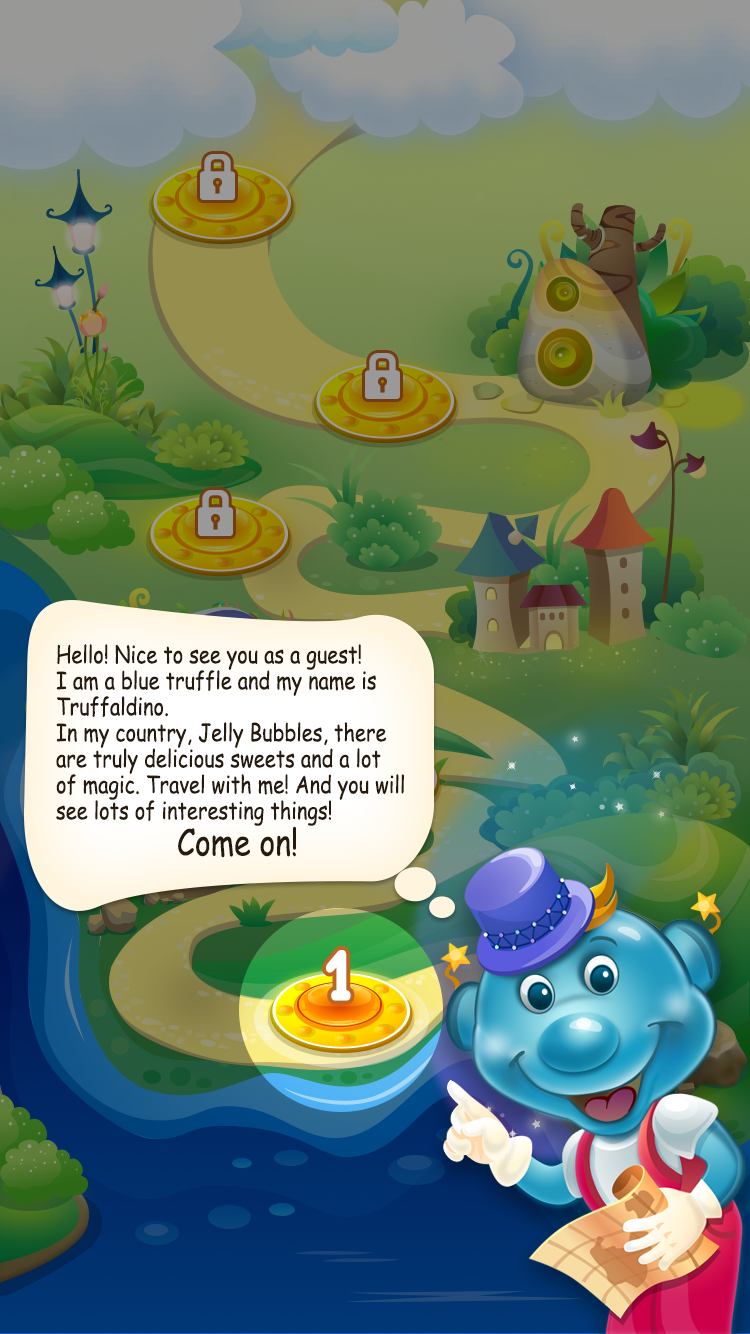 Hello! Nice to see you as a guest!
I am a blue truffle and my name is
Truffaldino.
In my country, Jelly Bubbles, there
are truly delicious sweets and a lot
of magic. Travel with me! And you will
see lots of interesting things!
Come on!
1